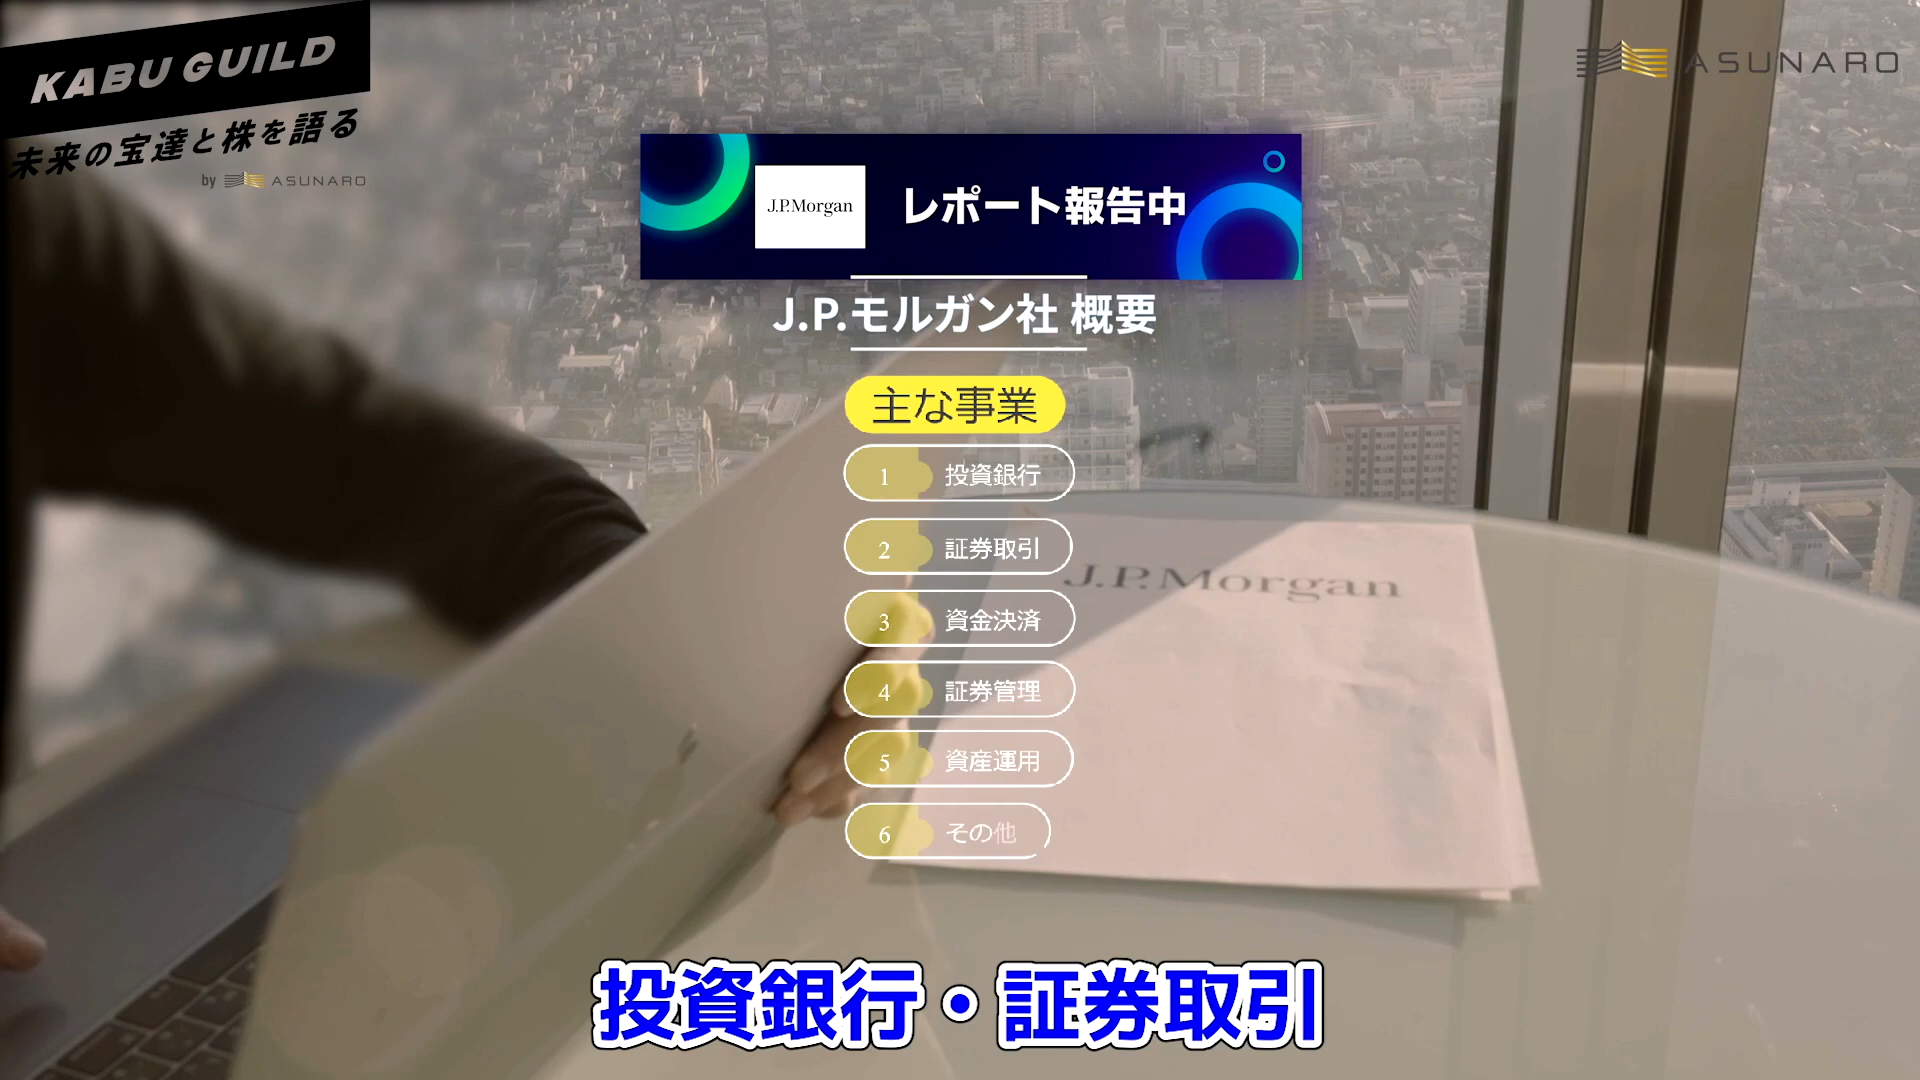 KABU GUILD
未来の宝達と株を語る
by ASUNARO
ASUNARO
J.P.Morgan
レポート報告中
J.P.モルガン社 概要
主な事業
1 投資銀行
2 証券取引
3 資金決済
4 証券管理
5 資産運用
6 その他
J.P.Morgan
投資銀行・証券取引